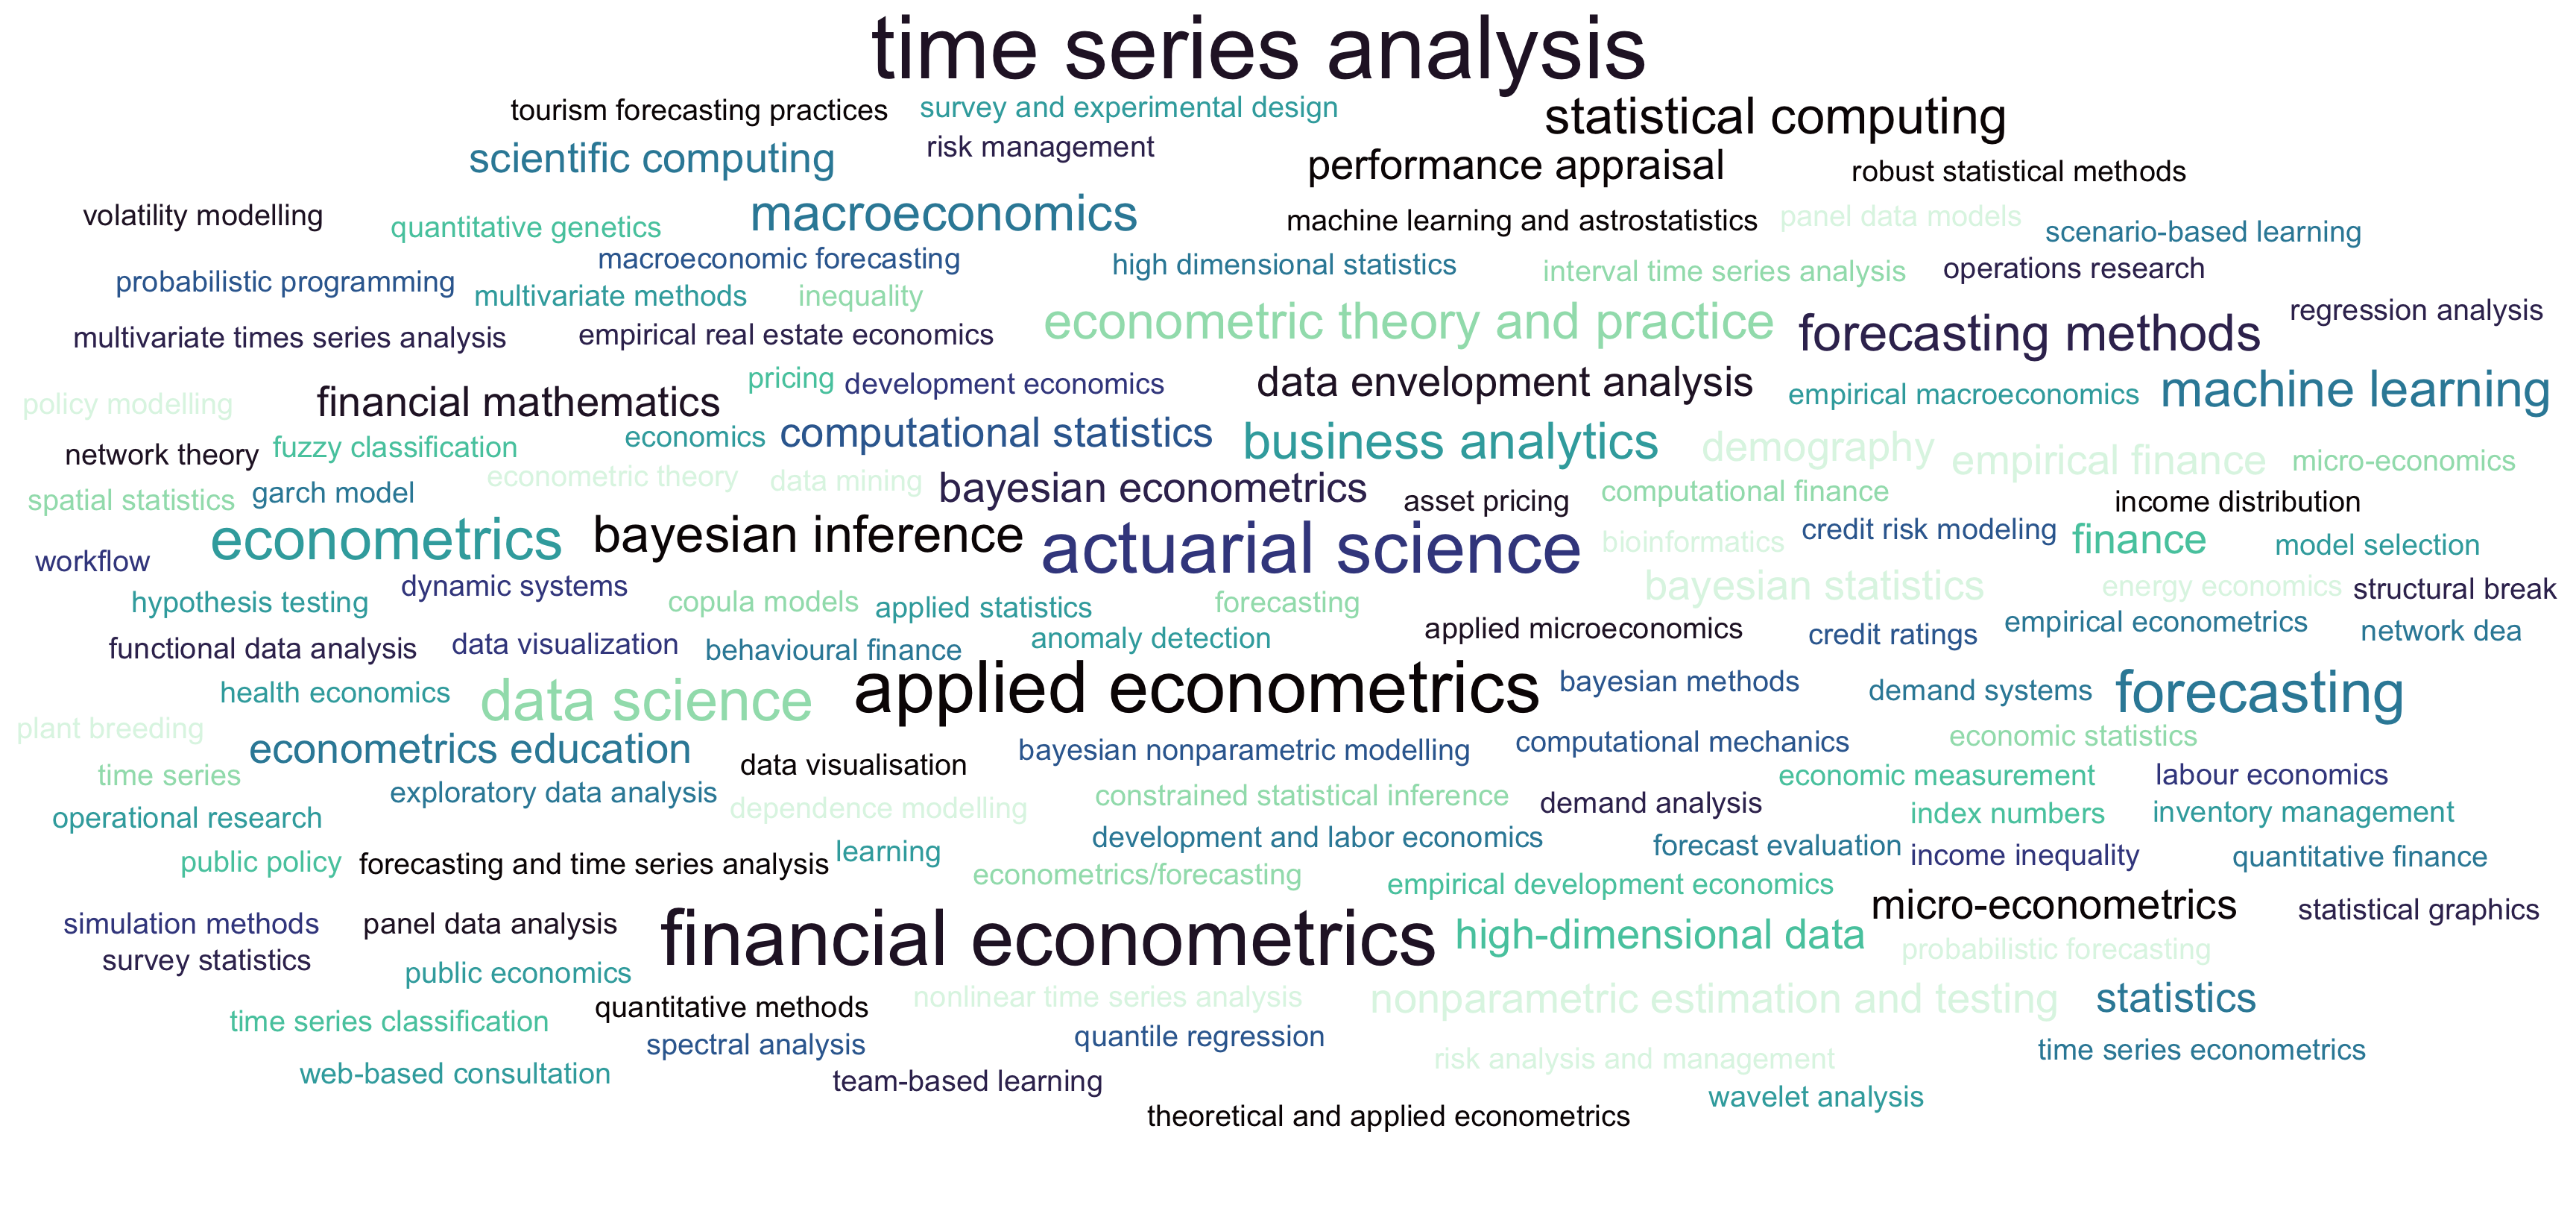 time series analysis
tourism forecasting practices
survey and experimental design
statistical computing
scientific computing
risk management
performance appraisal
robust statistical methods
volatility modelling
quantitative genetics
macroeconomics
machine learning and astrostatistics
panel data models
scenario-based learning
macroeconomic forecasting
high dimensional statistics
interval time series analysis
operations research
probabilistic programming
multivariate methods
inequality
econometric theory and practice
forecasting methods
regression analysis
multivariate times series analysis
empirical real estate economics
policy modelling
financial mathematics
pricing
development economics
data envelopment analysis
empirical macroeconomics
machine learning
network theory
fuzzy classification
economics
computational statistics
business analytics
demography
empirical finance
micro-economics
spatial statistics
garch model
econometric theory
data mining
bayesian econometrics
asset pricing
computational finance
income distribution
workflow
econometrics
bayesian inference
actuarial science
bioinformatics
credit risk modeling
finance
model selection
hypothesis testing
dynamic systems
copula models
applied statistics
forecasting
bayesian statistics
energy economics
structural break
functional data analysis
data visualization
behavioural finance
anomaly detection
applied microeconomics
credit ratings
empirical econometrics
network dea
health economics
data science
applied econometrics
bayesian methods
demand systems
forecasting
plant breeding
econometrics education
data visualisation
bayesian nonparametric modelling
computational mechanics
economic statistics
time series
exploratory data analysis
dependence modelling
constrained statistical inference
demand analysis
economic measurement
labour economics
operational research
development and labor economics
index numbers
inventory management
public policy
forecasting and time series analysis
learning
econometrics/forecasting
empirical development economics
forecast evaluation
income inequality
quantitative finance
simulation methods
panel data analysis
financial econometrics
high-dimensional data
micro-econometrics
statistical graphics
survey statistics
public economics
probabilistic forecasting
time series classification
quantitative methods
nonlinear time series analysis
nonparametric estimation and testing
statistics
spectral analysis
quantile regression
risk analysis and management
time series econometrics
web-based consultation
team-based learning
wavelet analysis
theoretical and applied econometrics